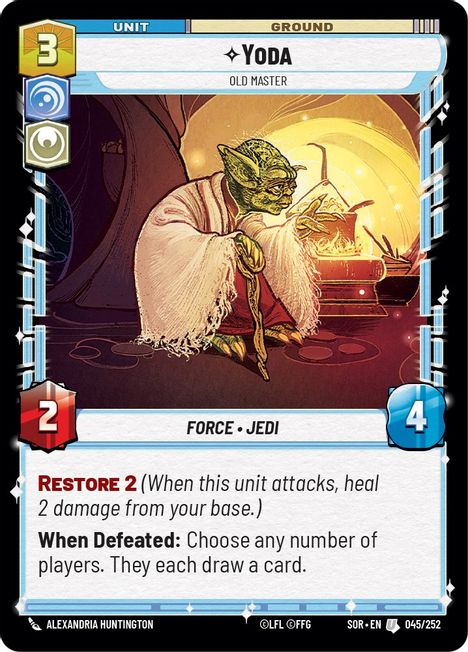 UNIT
GROUND
3
✧YODA
OLD MASTER
2
4
FORCE • JEDI
RESTORE 2 (When this unit attacks, heal
2 damage from your base.)
When Defeated: Choose any number of
players. They each draw a card.
ALEXANDRIA HUNTINGTON
©LFL ©FFG
SOR • EN
U
045/252